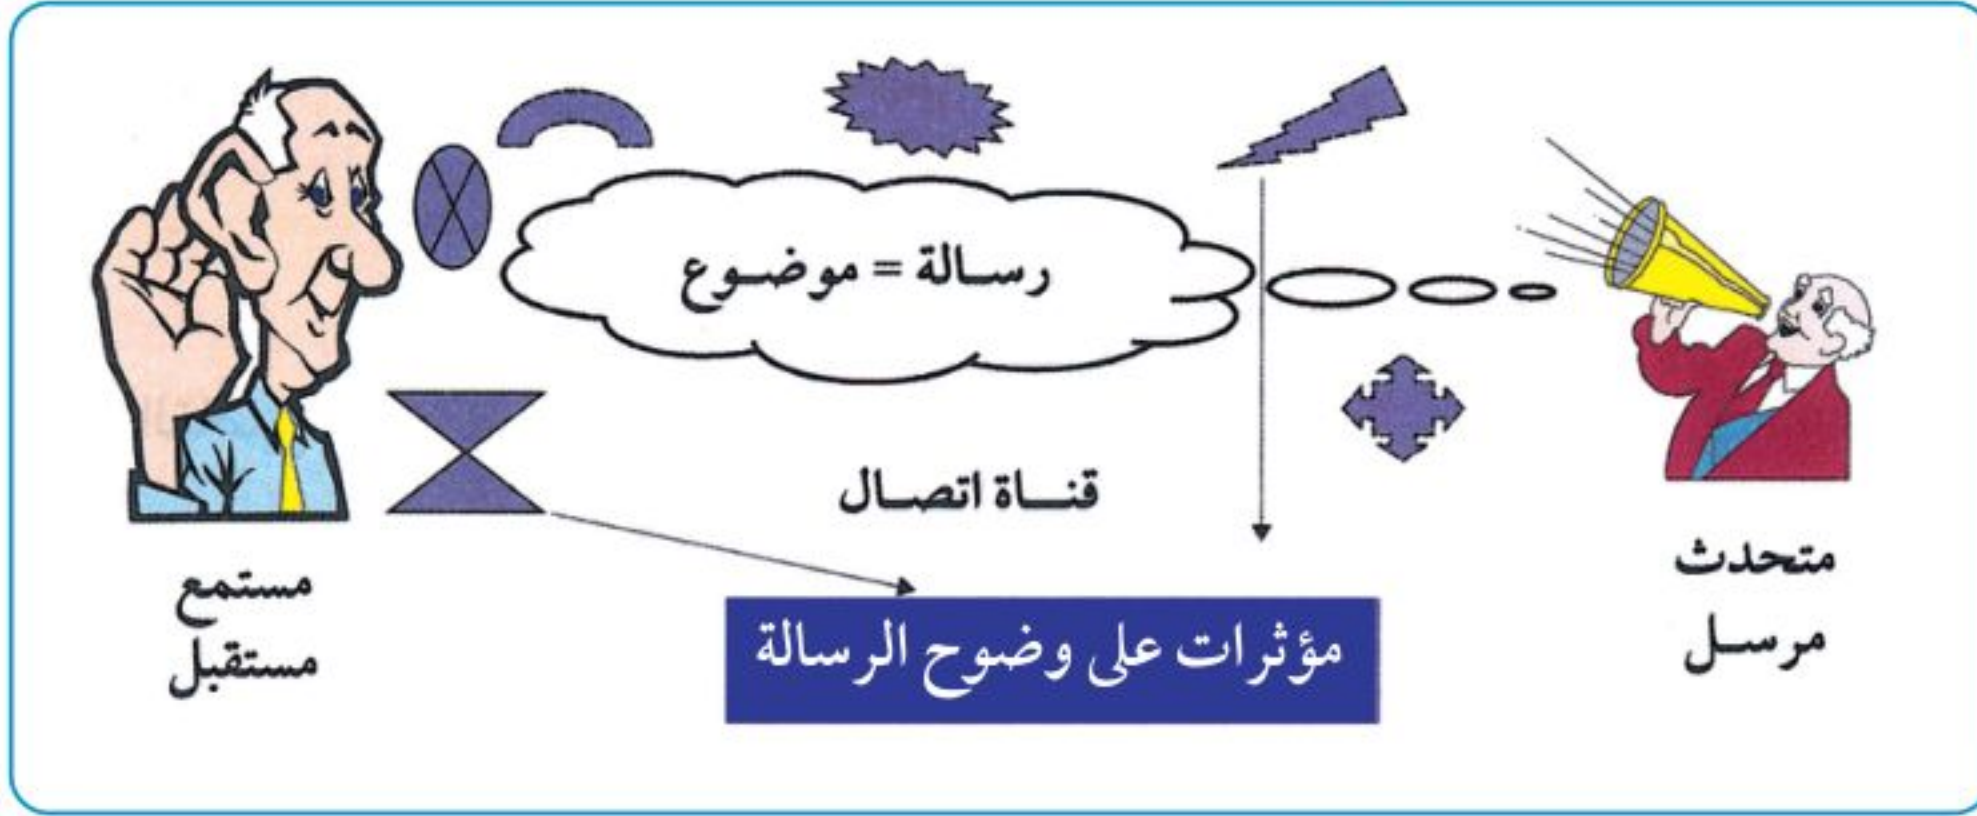 رسالة = موضوع
قناة اتصال
متحدث
مرسل
مستمع
مستقبل
مؤثرات على وضوح الرسالة